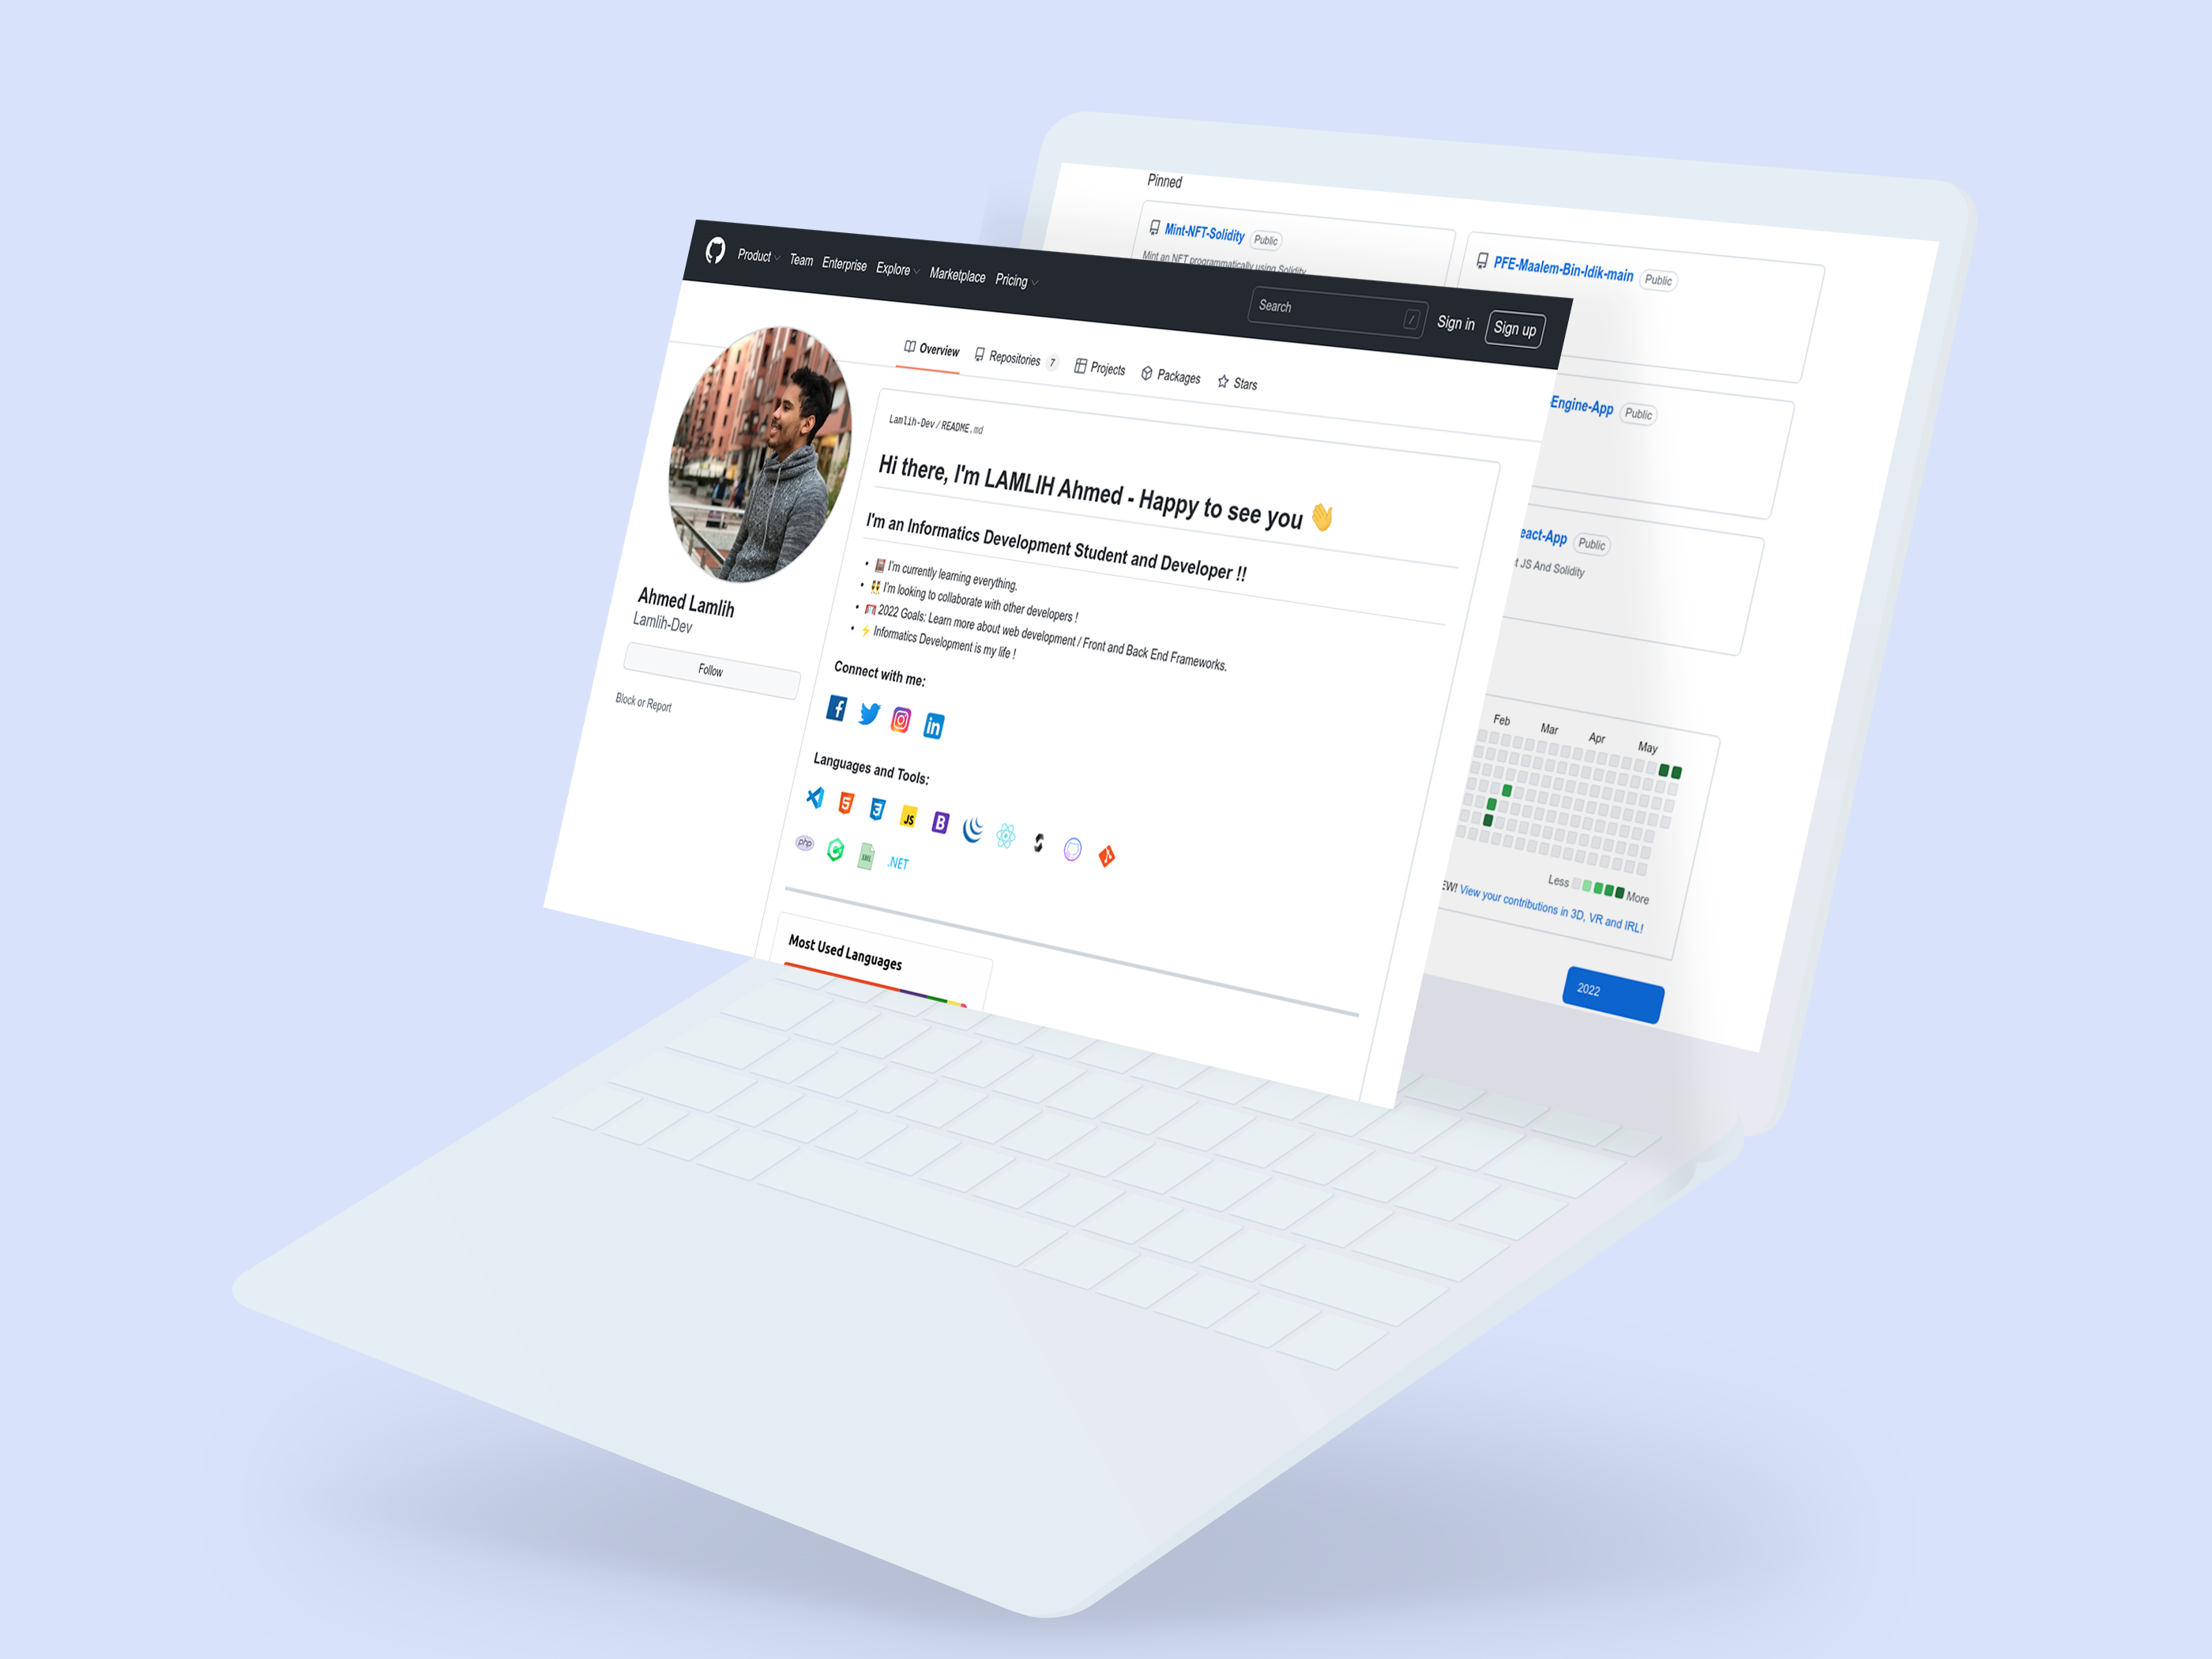 Product Team Enterprise Explore Marketplace Pricing
Search / Sign in Sign up
Overview Repositories 7 Projects Packages Stars
Ahmed Lamlih
Lamlih-Dev
Follow
Block or Report
Lamlih-Dev/README.md
Hi there, I'm LAMLIH Ahmed - Happy to see you 👋
I'm an Informatics Development Student and Developer !!
I'm currently learning everything.
I'm looking to collaborate with other developers !
2022 Goals: Learn more about web development / Front and Back End Frameworks.
⚡ Informatics Development is my life !
Connect with me:
Languages and Tools:
JS
php XML .NET
Most Used Languages
Pinned
Mint-NFT-Solidity Public
Mint an NFT programmatically using Solidity
PFE-Maalem-Bin-Idik-main Public
-Engine-App Public
eact-App Public
JS And Solidity
Feb Mar Apr May
Less More
EW! View your contributions in 3D, VR and IRL!
2022